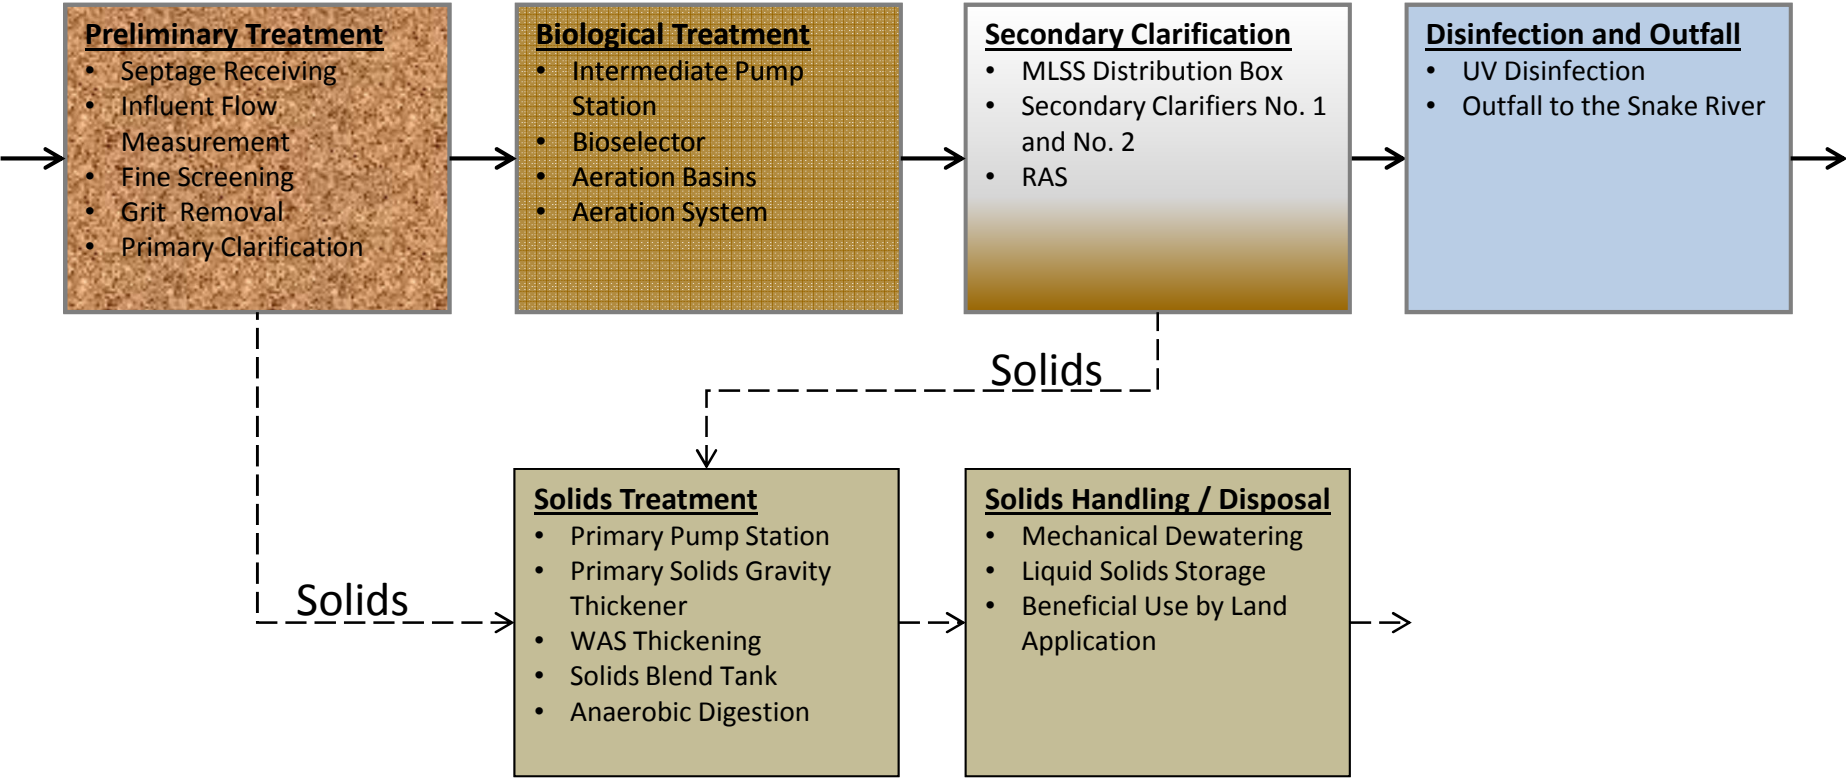 Preliminary Treatment
• Septage Receiving
• Influent Flow
Measurement
• Fine Screening
• Grit Removal
• Primary Clarification
Biological Treatment
• Intermediate Pump
Station
• Bioselector
• Aeration Basins
• Aeration System
Secondary Clarification
• MLSS Distribution Box
• Secondary Clarifiers No. 1
and No. 2
• RAS
Disinfection and Outfall
• UV Disinfection
• Outfall to the Snake River
Solids
Solids
Solids Treatment
• Primary Pump Station
• Primary Solids Gravity
Thickener
• WAS Thickening
• Solids Blend Tank
• Anaerobic Digestion
Solids Handling / Disposal
• Mechanical Dewatering
• Liquid Solids Storage
• Beneficial Use by Land
Application